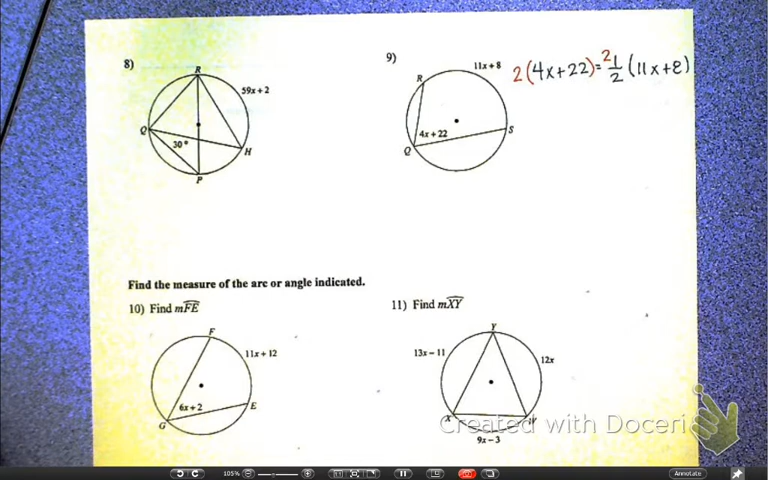 8)
R
59x + 2
Q
30°
H
P
9)
11x + 8
R
4x + 22
S
Q
2(4x+22)=2 1/2 (11x+8)
Find the measure of the arc or angle indicated.
10) Find mFE
F
11x + 12
6x + 2
E
G
11) Find mXY
Y
13x – 11
12x
X
9x – 3
Created with Doceri
105%
Annotate